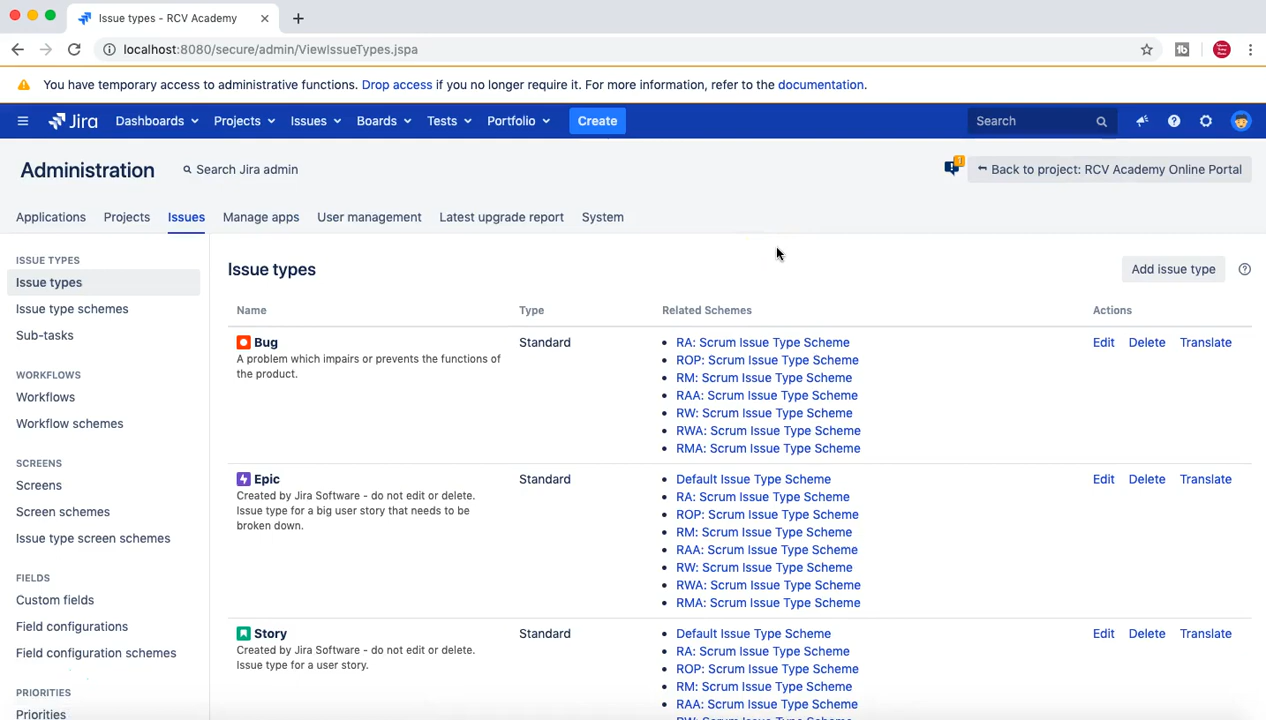 Issue types - RCV Academy
localhost:8080/secure/admin/ViewIssueTypes.jspa
You have temporary access to administrative functions. Drop access if you no longer require it. For more information, refer to the documentation.
Jira Dashboards Projects Issues Boards Tests Portfolio Create Search
Administration Search Jira admin Back to project: RCV Academy Online Portal
Applications Projects Issues Manage apps User management Latest upgrade report System
ISSUE TYPES
Issue types
Issue type schemes
Sub-tasks
WORKFLOWS
Workflows
Workflow schemes
SCREENS
Screens
Screen schemes
Issue type screen schemes
FIELDS
Custom fields
Field configurations
Field configuration schemes
PRIORITIES
Priorities
Issue types Add issue type
Name Type Related Schemes Actions
Bug
A problem which impairs or prevents the functions of
the product.
Standard
RA: Scrum Issue Type Scheme
ROP: Scrum Issue Type Scheme
RM: Scrum Issue Type Scheme
RAA: Scrum Issue Type Scheme
RW: Scrum Issue Type Scheme
RWA: Scrum Issue Type Scheme
RMA: Scrum Issue Type Scheme
Edit Delete Translate
Epic
Created by Jira Software - do not edit or delete.
Issue type for a big user story that needs to be
broken down.
Standard
Default Issue Type Scheme
RA: Scrum Issue Type Scheme
ROP: Scrum Issue Type Scheme
RM: Scrum Issue Type Scheme
RAA: Scrum Issue Type Scheme
RW: Scrum Issue Type Scheme
RWA: Scrum Issue Type Scheme
RMA: Scrum Issue Type Scheme
Edit Delete Translate
Story
Created by Jira Software - do not edit or delete.
Issue type for a user story.
Standard
Default Issue Type Scheme
RA: Scrum Issue Type Scheme
ROP: Scrum Issue Type Scheme
RM: Scrum Issue Type Scheme
RAA: Scrum Issue Type Scheme
Edit Delete Translate